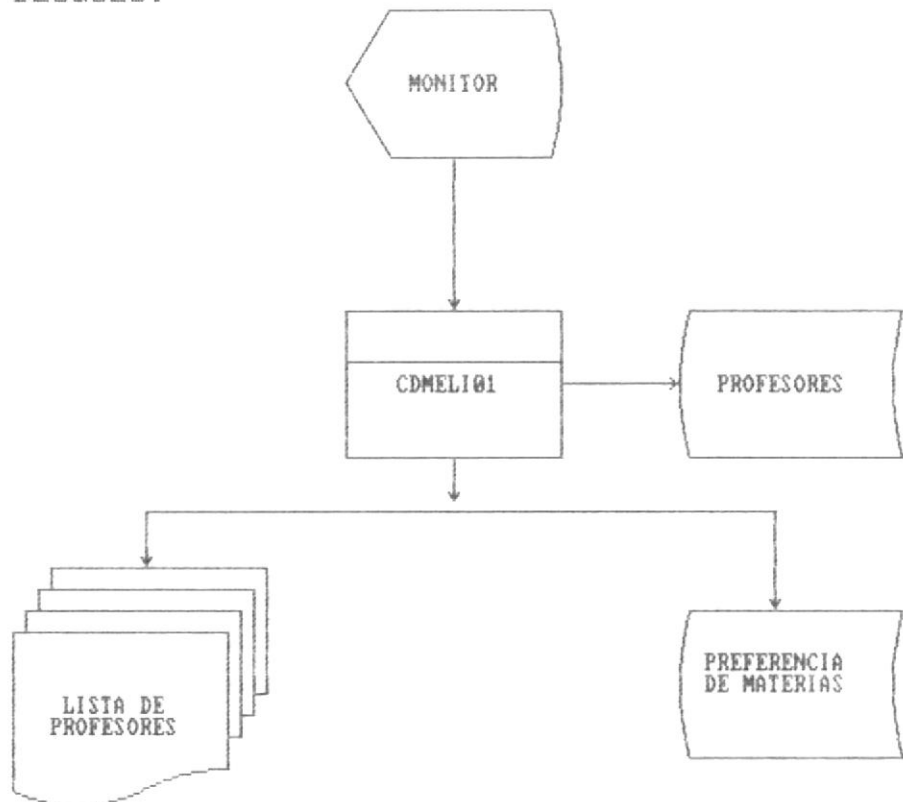 MONITOR
CDMELI01
PROFESORES
LISTA DE
PROFESORES
PREFERENCIA
DE MATERIAS